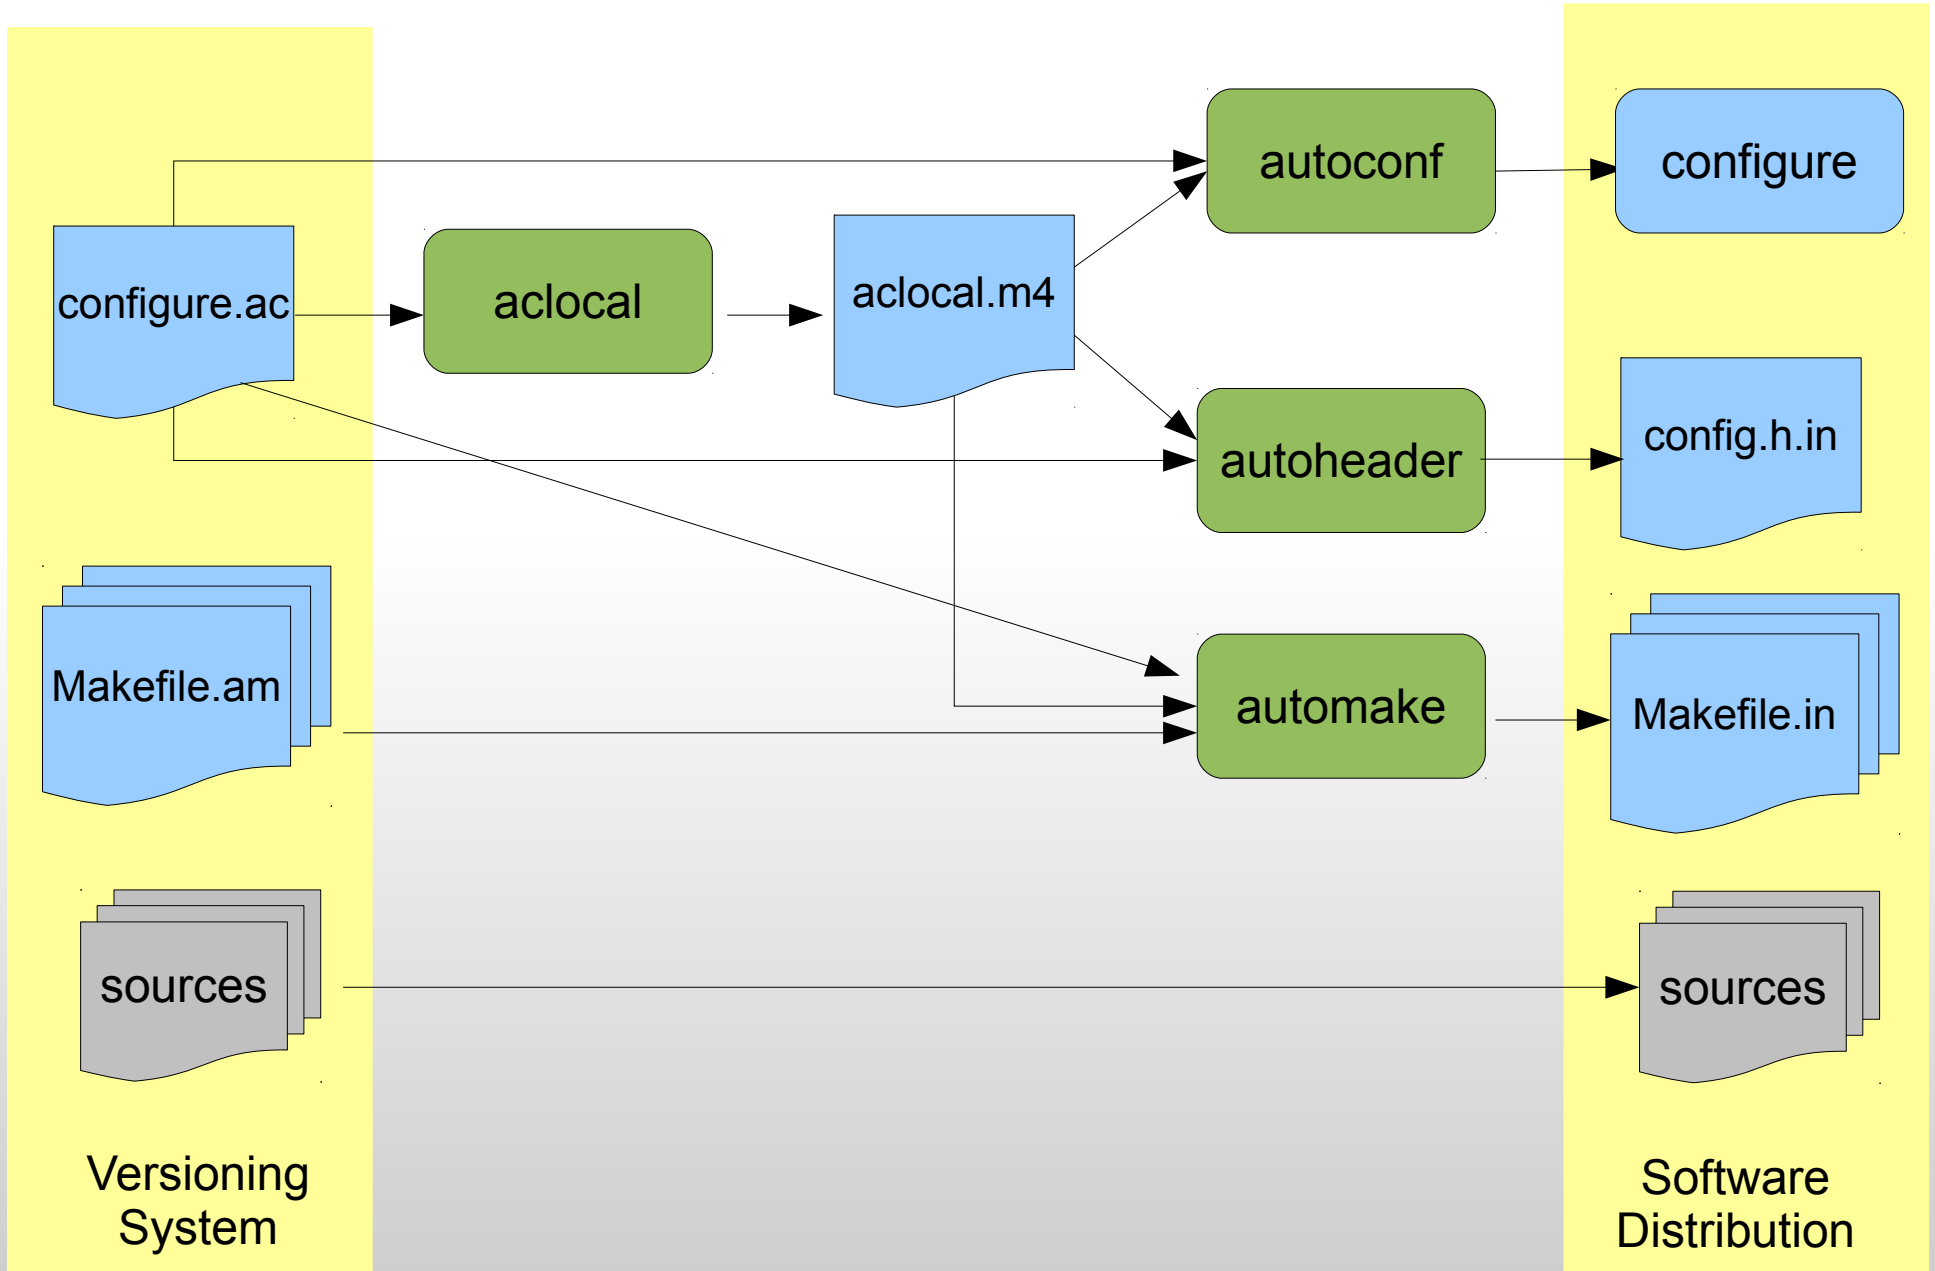 autoconf
configure
configure.ac
aclocal
aclocal.m4
autoheader
config.h.in
Makefile.am
automake
Makefile.in
sources
sources
Versioning
System
Software
Distribution